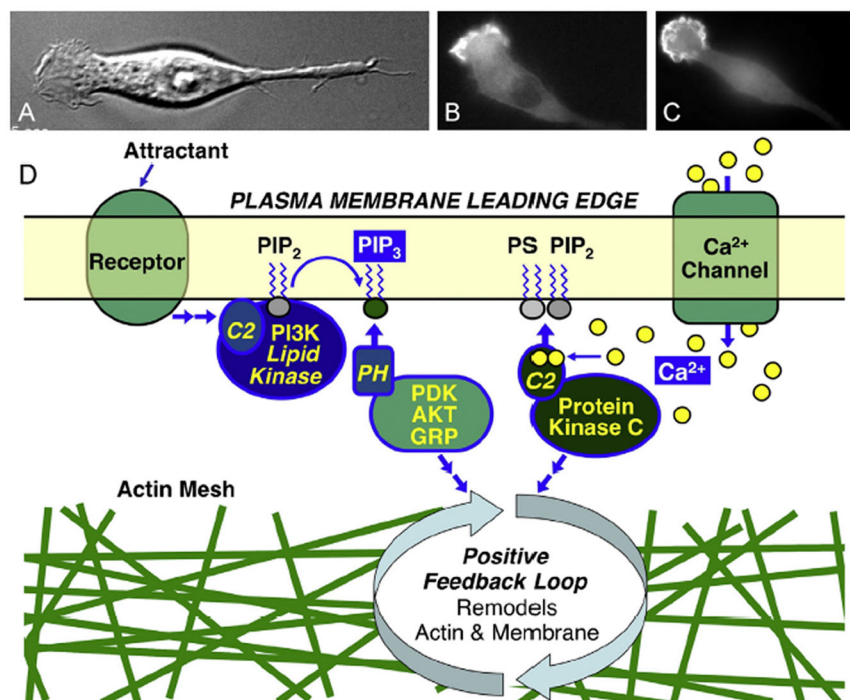 A
B
C
D
Attractant
PLASMA MEMBRANE LEADING EDGE
Receptor
PIP2
PIP3
PS PIP2
Ca2+
Channel
C2
PI3K
Lipid
Kinase
PH
PDK
AKT
GRP
C2
Protein
Kinase C
Ca2+
Actin Mesh
Positive
Feedback Loop
Remodels
Actin & Membrane